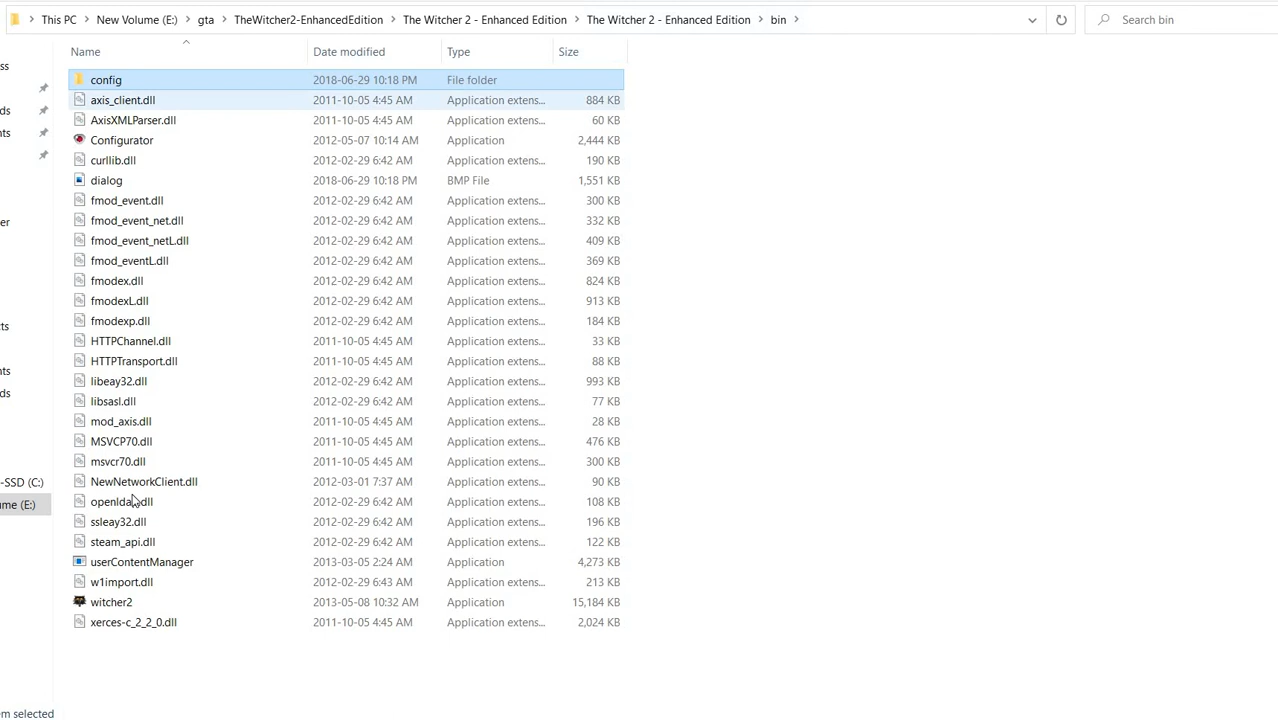 This PC > New Volume (E:) > gta > TheWitcher2-EnhancedEdition > The Witcher 2 - Enhanced Edition > The Witcher 2 - Enhanced Edition > bin >
Search bin
Name Date modified Type Size
config 2018-06-29 10:18 PM File folder
axis_client.dll 2011-10-05 4:45 AM Application extens... 884 KB
AxisXMLParser.dll 2011-10-05 4:45 AM Application extens... 60 KB
Configurator 2012-05-07 10:14 AM Application 2,444 KB
curllib.dll 2012-02-29 6:42 AM Application extens... 190 KB
dialog 2018-06-29 10:18 PM BMP File 1,551 KB
fmod_event.dll 2012-02-29 6:42 AM Application extens... 300 KB
fmod_event_net.dll 2012-02-29 6:42 AM Application extens... 332 KB
fmod_event_netL.dll 2012-02-29 6:42 AM Application extens... 409 KB
fmod_eventL.dll 2012-02-29 6:42 AM Application extens... 369 KB
fmodex.dll 2012-02-29 6:42 AM Application extens... 824 KB
fmodexL.dll 2012-02-29 6:42 AM Application extens... 913 KB
fmodexp.dll 2012-02-29 6:42 AM Application extens... 184 KB
HTTPChannel.dll 2011-10-05 4:45 AM Application extens... 33 KB
HTTPTransport.dll 2011-10-05 4:45 AM Application extens... 88 KB
libeay32.dll 2012-02-29 6:42 AM Application extens... 993 KB
libsasl.dll 2012-02-29 6:42 AM Application extens... 77 KB
mod_axis.dll 2011-10-05 4:45 AM Application extens... 28 KB
MSVCP70.dll 2011-10-05 4:45 AM Application extens... 476 KB
msvcr70.dll 2011-10-05 4:45 AM Application extens... 300 KB
-SSD (C:)
NewNetworkClient.dll 2012-03-01 7:37 AM Application extens... 90 KB
ume (E:)
2012-02-29 6:42 AM Application extens... 108 KB
ssleay32.dll 2012-02-29 6:42 AM Application extens... 196 KB
steam_api.dll 2012-02-29 6:42 AM Application extens... 122 KB
userContentManager 2013-03-05 2:24 AM Application 4,273 KB
w1import.dll 2012-02-29 6:43 AM Application extens... 213 KB
witcher2 2013-05-08 10:32 AM Application 15,184 KB
xerces-c_2_2_0.dll 2011-10-05 4:45 AM Application extens... 2,024 KB
em selected